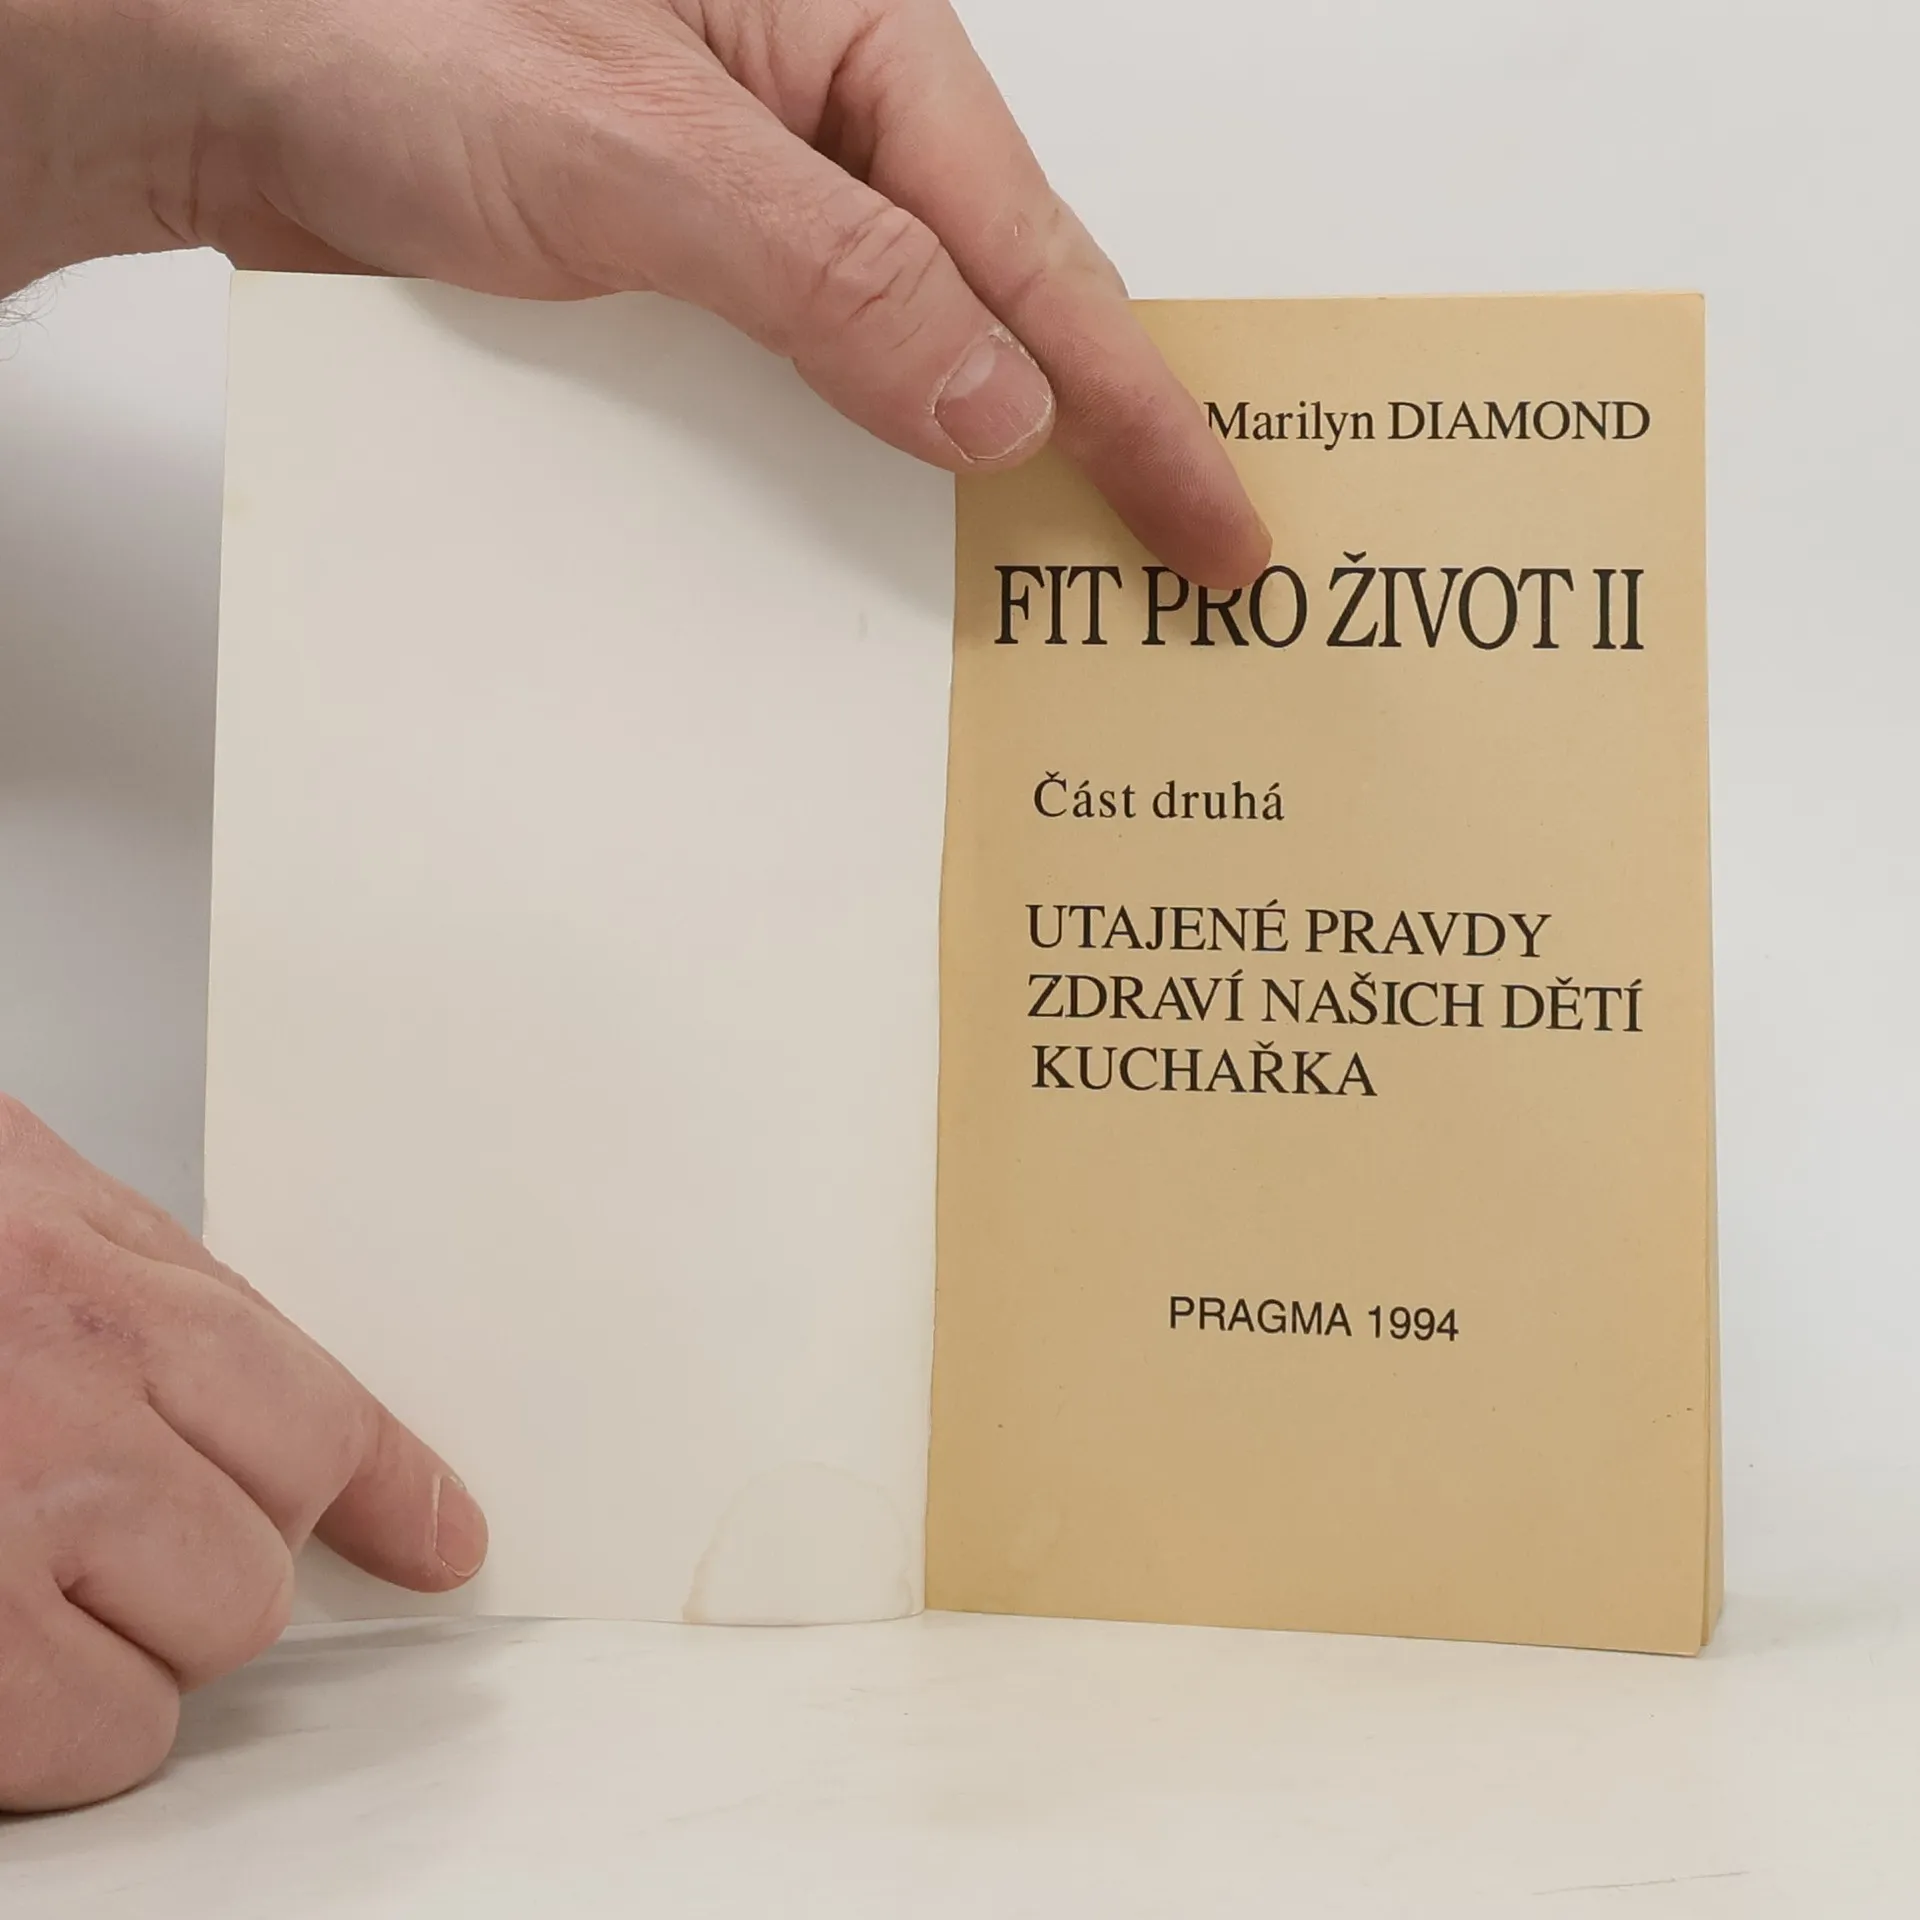 Marilyn DIAMOND
FIT PRO ŽIVOT II
Část druhá
UTAJENÉ PRAVDY
ZDRAVÍ NAŠICH DĚTÍ
KUCHAŘKA
PRAGMA 1994